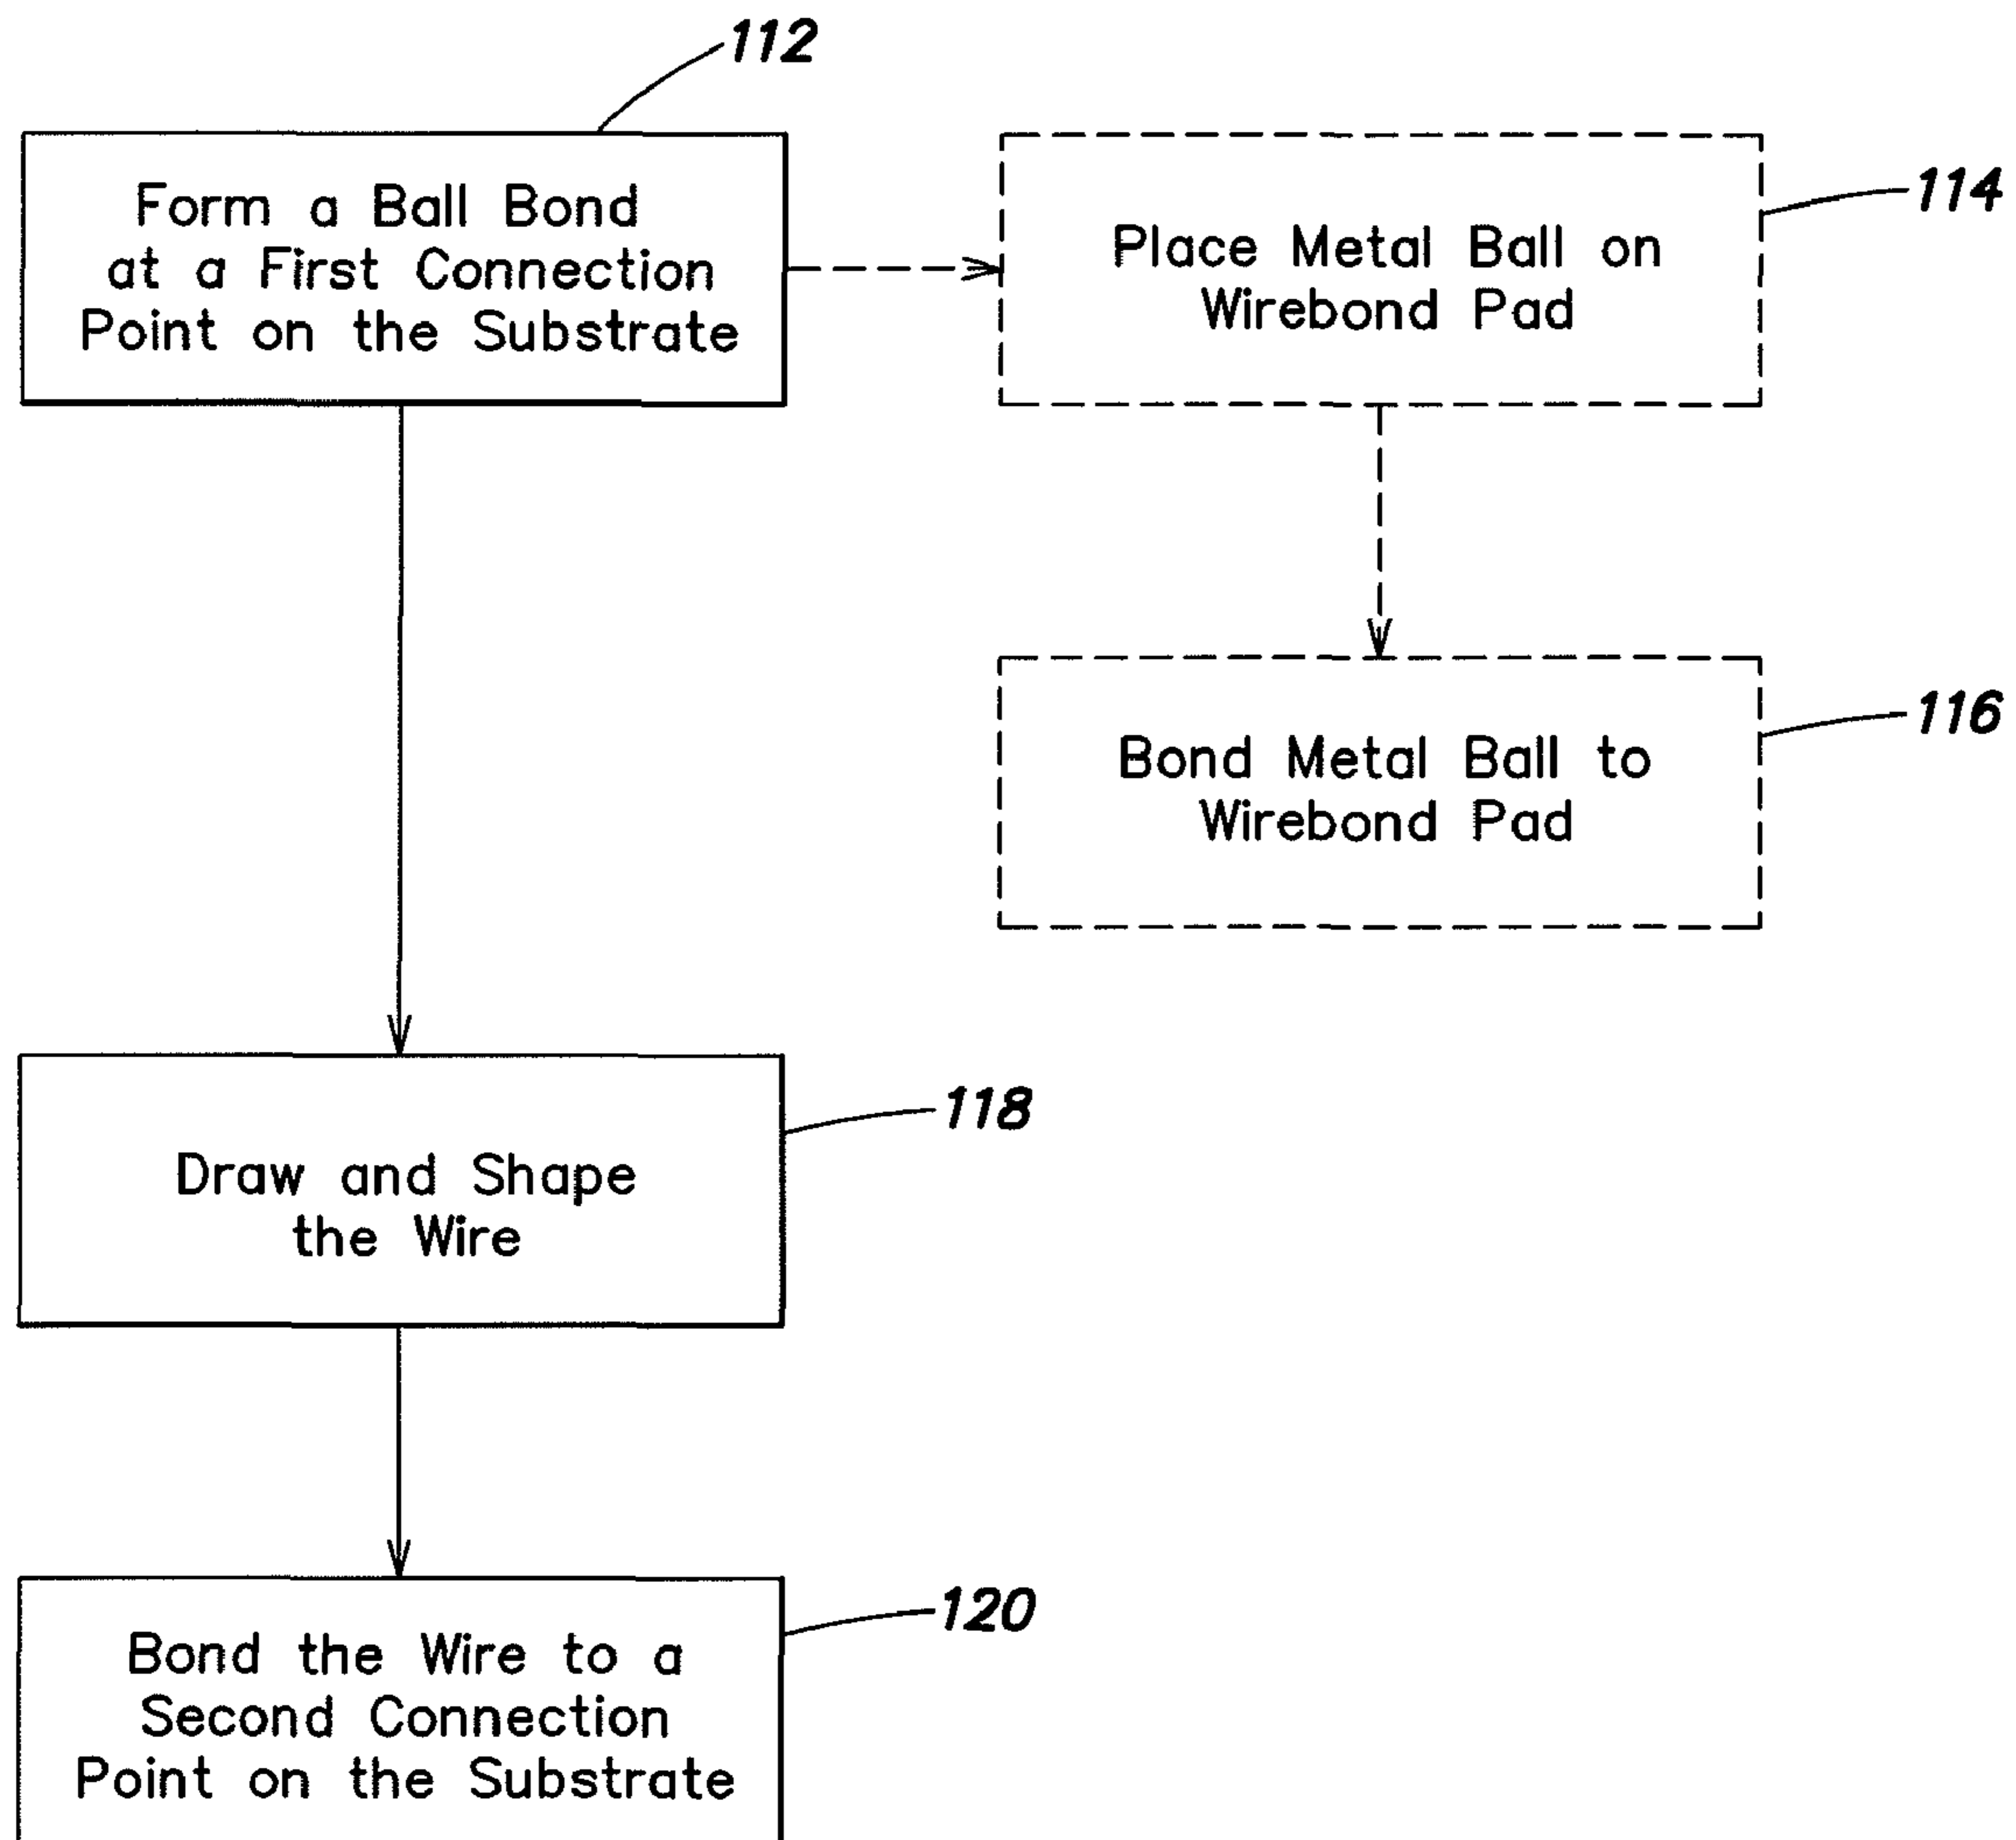 112
Form a Ball Bond
at a First Connection
Point on the Substrate
114
Place Metal Ball on
Wirebond Pad
116
Bond Metal Ball to
Wirebond Pad
118
Draw and Shape
the Wire
120
Bond the Wire to a
Second Connection
Point on the Substrate